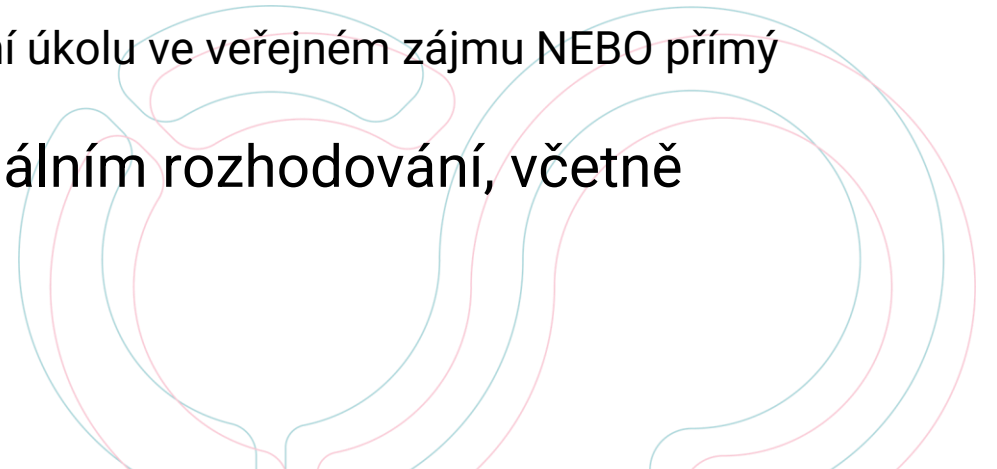 í úkolu ve veřejném zájmu NEBO přímý
álním rozhodování, včetně